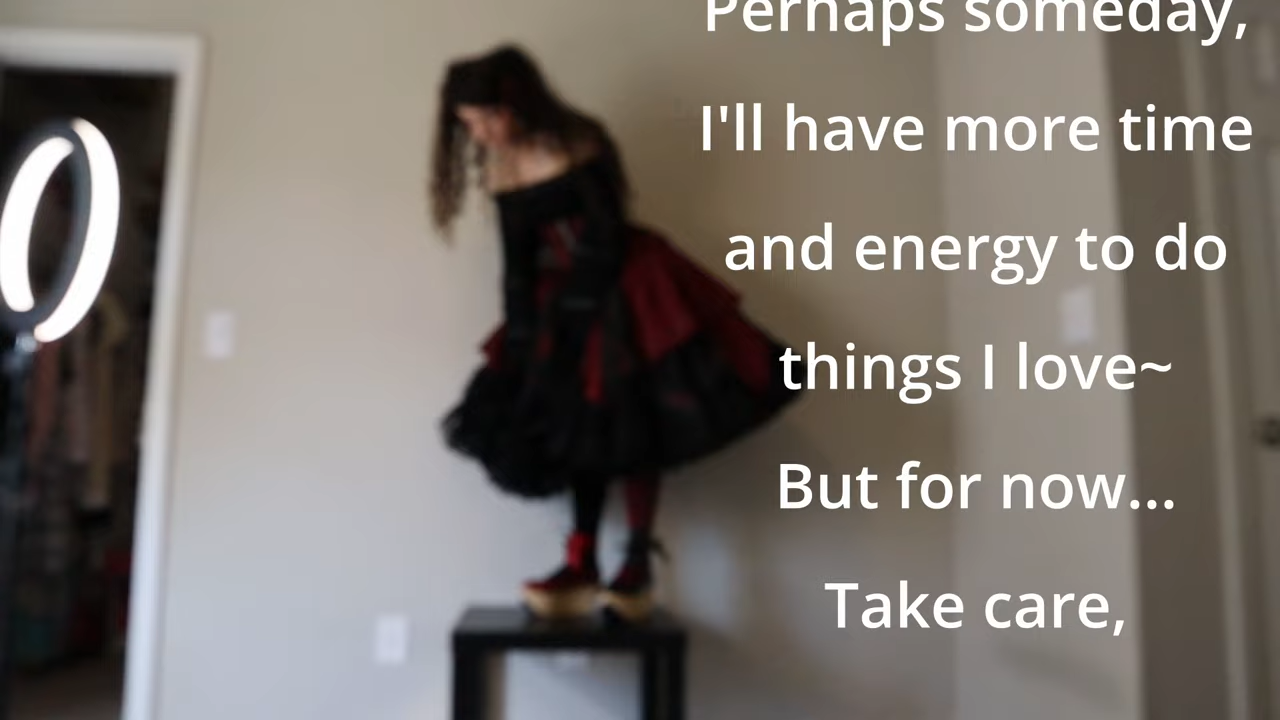 Perhaps someday,
I'll have more time
and energy to do
things I love~
But for now...
Take care,